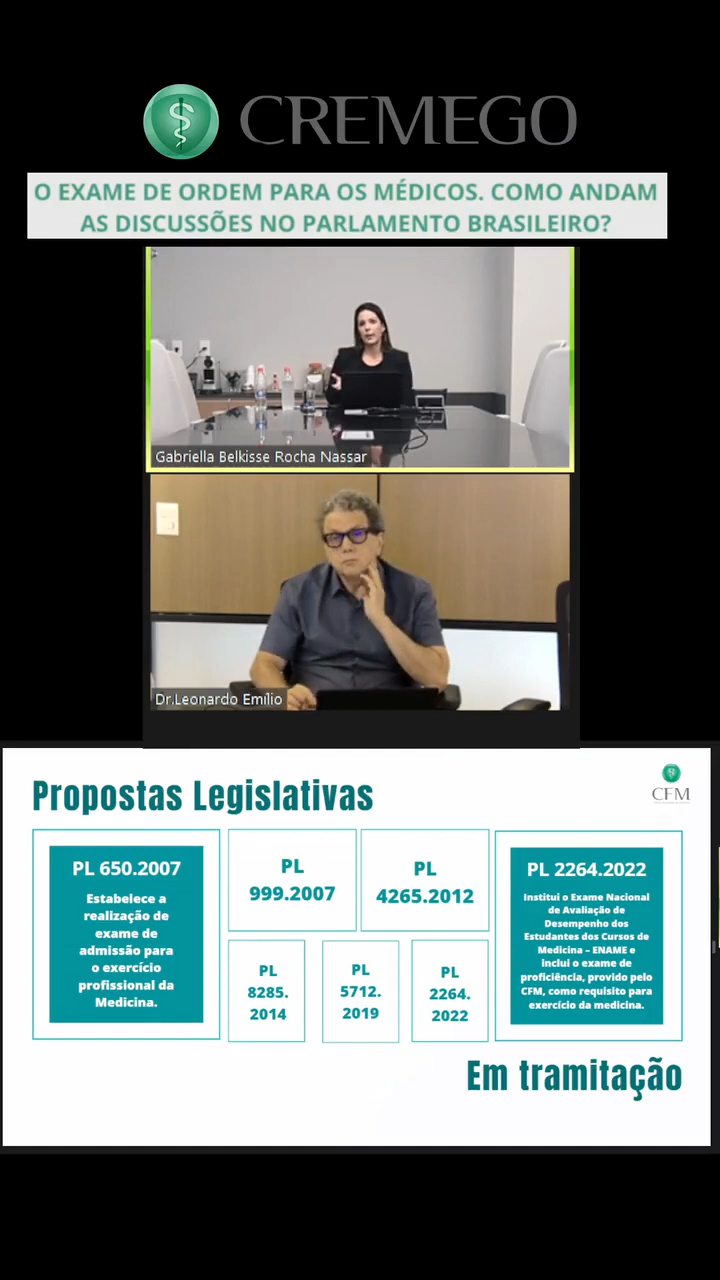 CREMEGO
O EXAME DE ORDEM PARA OS MÉDICOS. COMO ANDAM
AS DISCUSSÕES NO PARLAMENTO BRASILEIRO?
Gabriella Belkisse Rocha Nassar
Dr.Leonardo Emílio
Propostas Legislativas
CFM
PL 650.2007
Estabelece a
realização de
exame de
admissão para
o exercício
profissional da
Medicina.
PL
999.2007
PL
4265.2012
PL
8285.
2014
PL
5712.
2019
PL
2264.
2022
PL 2264.2022
Institui o Exame Nacional
de Avaliação de
Desempenho dos
Estudantes dos Cursos de
Medicina – ENAME e
inclui o exame de
proficiência, provido pelo
CFM, como requisito para
exercício da medicina.
Em tramitação